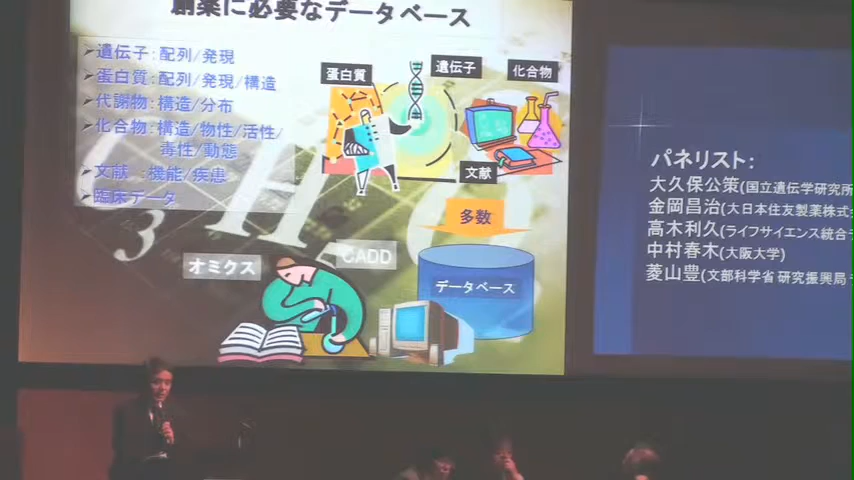 創薬に必要なデータベース
➢遺伝子：配列/発現
➢蛋白質：配列/発現/構造
➢代謝物：構造/分布
➢化合物：構造/物性/活性/
毒性/動態
➢文献　：機能/疾患
➢臨床データ
蛋白質
遺伝子
化合物
文献
多数
オミクス
CADD
データベース
パネリスト：
大久保公策(国立遺伝学研究所
金岡昌治(大日本住友製薬株式
高木利久(ライフサイエンス統合
中村春木(大阪大学)
菱山豊(文部科学省 研究振興局